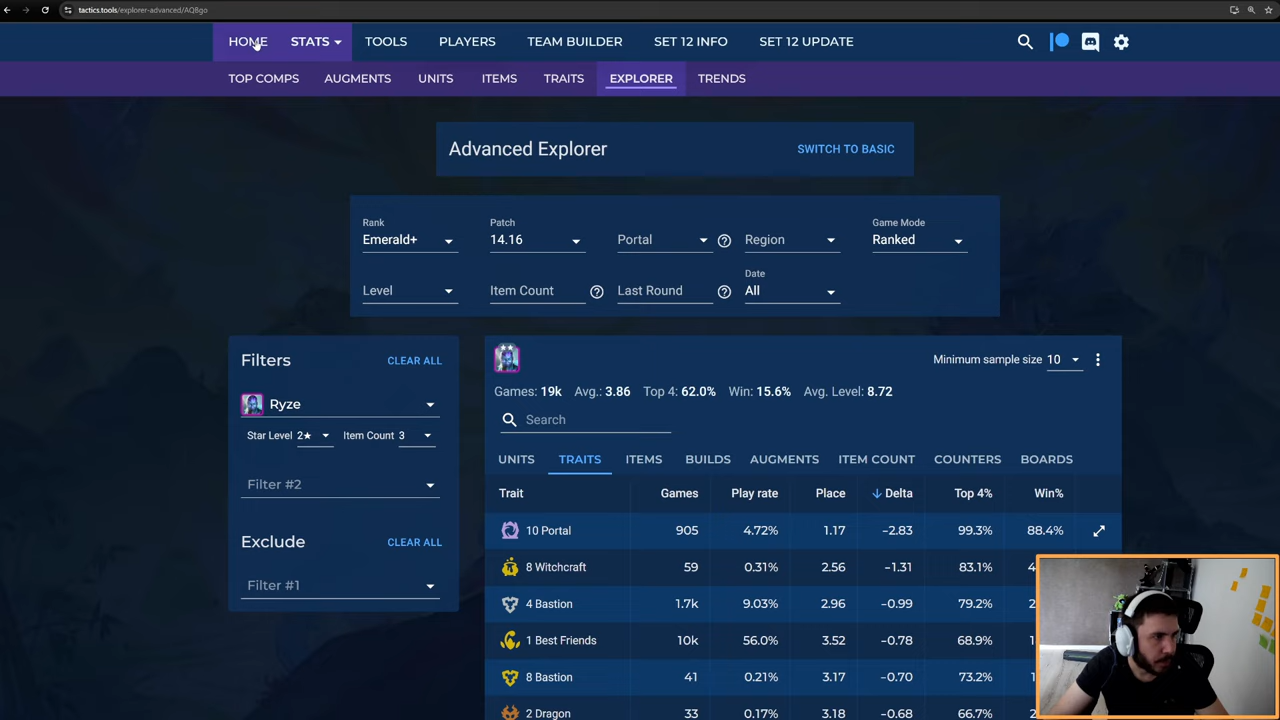 tactics.tools/explorer-advanced/AQ8go
HOME STATS TOOLS PLAYERS TEAM BUILDER SET 12 INFO SET 12 UPDATE
TOP COMPS AUGMENTS UNITS ITEMS TRAITS EXPLORER TRENDS
Advanced Explorer SWITCH TO BASIC
Rank Patch Game Mode
Emerald+ 14.16 Portal Region Ranked
Date
Level Item Count Last Round All
Filters CLEAR ALL
Ryze
Star Level 2★ Item Count 3
Filter #2
Exclude CLEAR ALL
Filter #1
Minimum sample size 10
Games: 19k Avg.: 3.86 Top 4: 62.0% Win: 15.6% Avg. Level: 8.72
Search
UNITS TRAITS ITEMS BUILDS AUGMENTS ITEM COUNT COUNTERS BOARDS
Trait Games Play rate Place Delta Top 4% Win%
10 Portal 905 4.72% 1.17 -2.83 99.3% 88.4%
8 Witchcraft 59 0.31% 2.56 -1.31 83.1%
4 Bastion 1.7k 9.03% 2.96 -0.99 79.2%
1 Best Friends 10k 56.0% 3.52 -0.78 68.9%
8 Bastion 41 0.21% 3.17 -0.70 73.2%
2 Dragon 33 0.17% 3.18 -0.68 66.7%